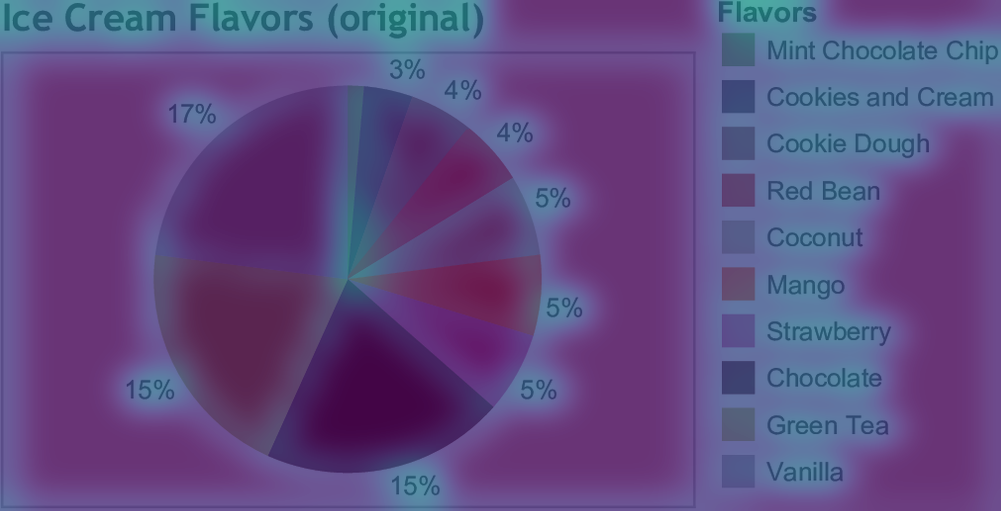 Ice Cream Flavors (original)
3%
4%
4%
5%
5%
5%
15%
15%
17%
Flavors
Mint Chocolate Chip
Cookies and Cream
Cookie Dough
Red Bean
Coconut
Mango
Strawberry
Chocolate
Green Tea
Vanilla